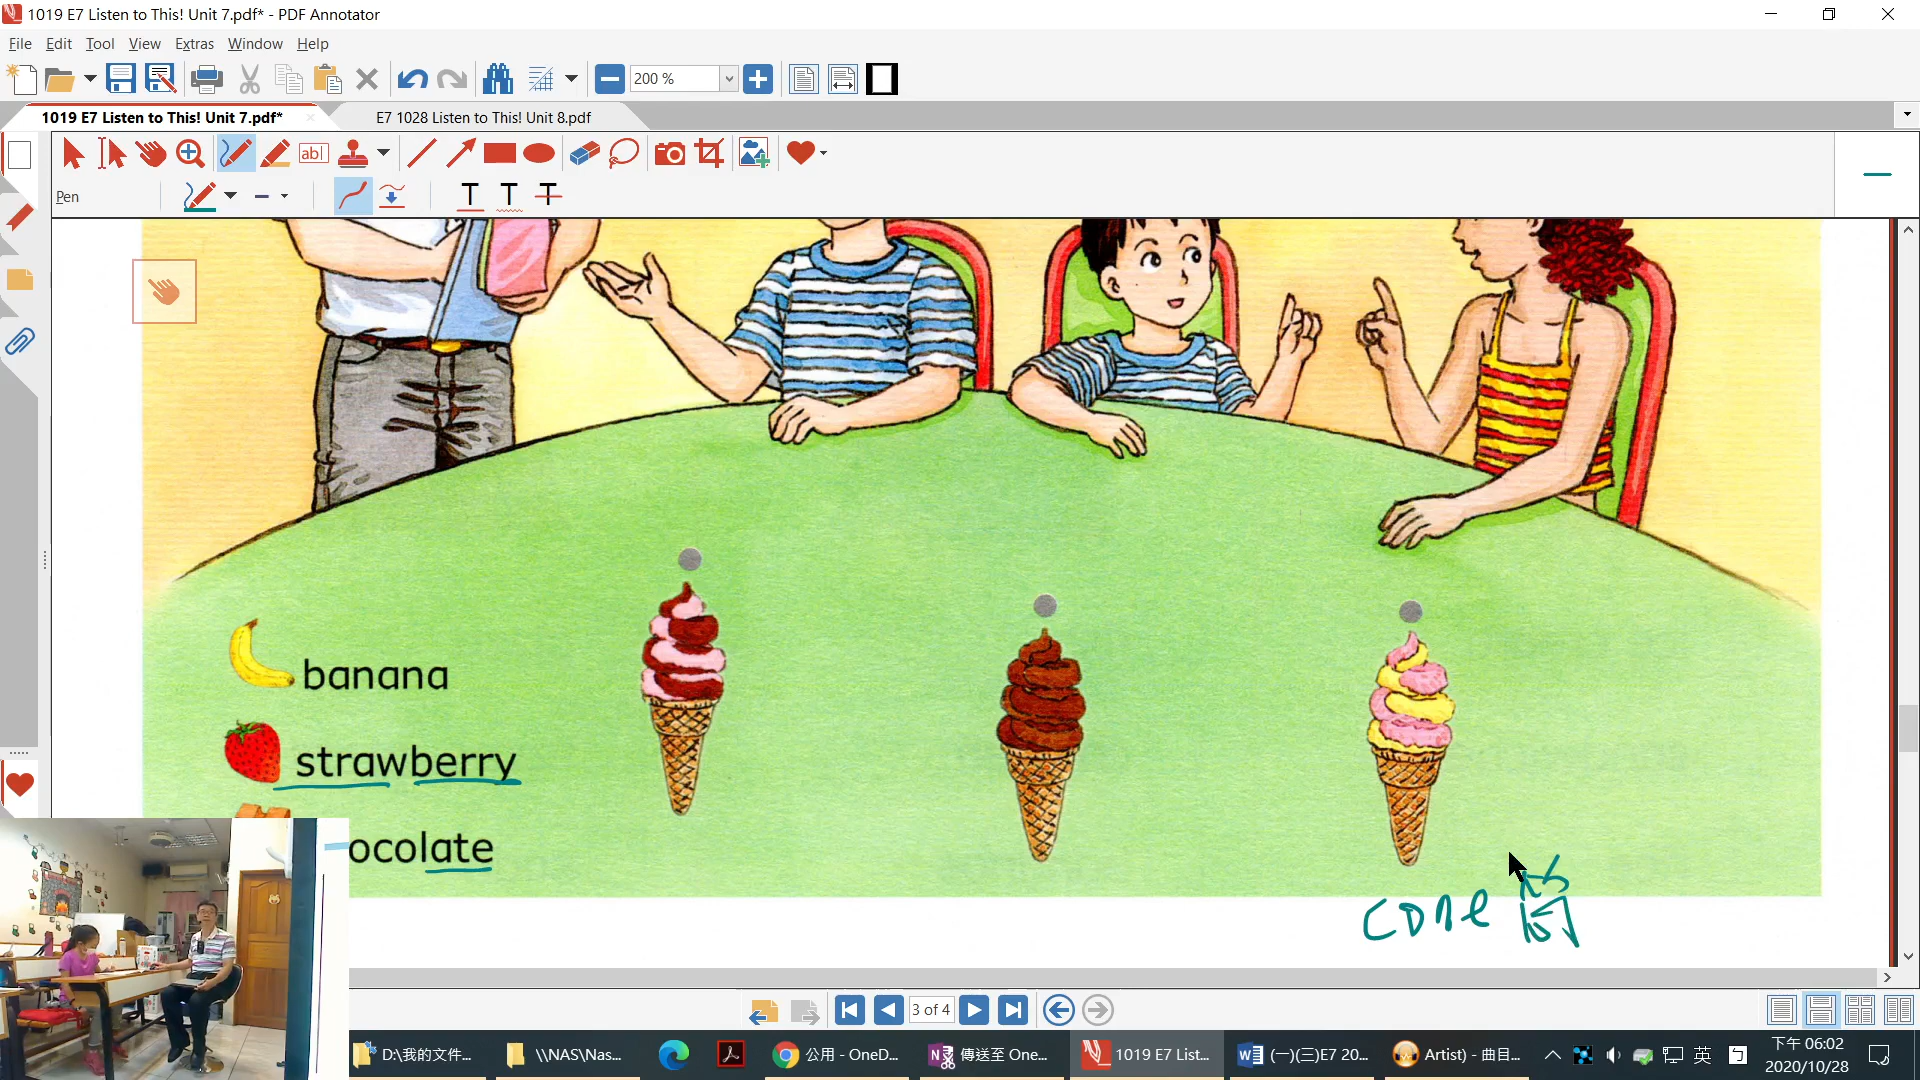 1019 E7 Listen to This! Unit 7.pdf* - PDF Annotator
File Edit Tool View Extras Window Help
200 %
1019 E7 Listen to This! Unit 7.pdf* E7 1028 Listen to This! Unit 8.pdf
ab
Pen
T T T
banana
strawberry
ocolate
cone 筒
3 of 4
D:\我的文件... \\NAS\Nas... 公用 - OneD... 傳送至 One... 1019 E7 List... (一)(三)E7 20... Artist) - 曲目... 英 下午 06:02
2020/10/28